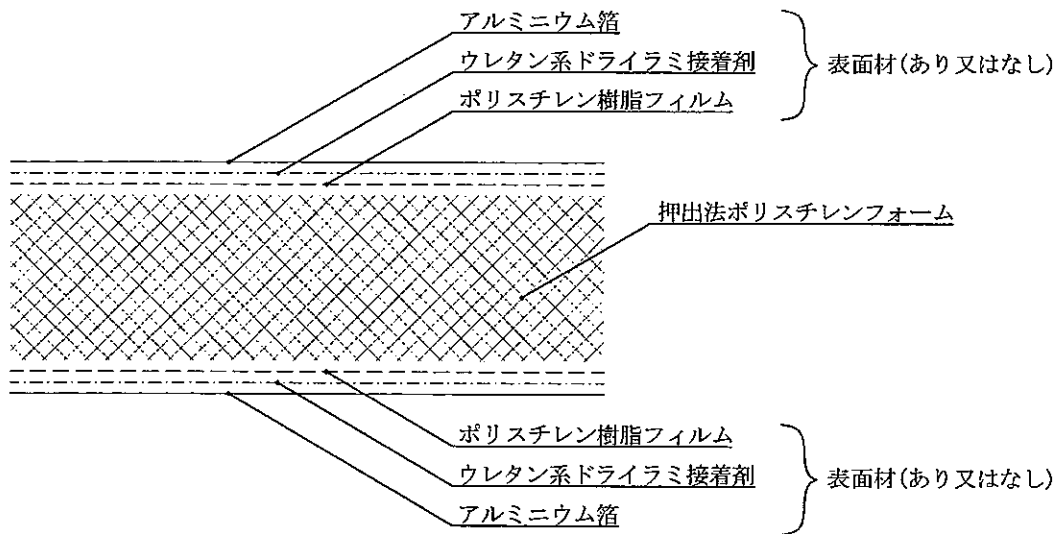 アルミニウム箔
ウレタン系ドライラミ接着剤
ポリスチレン樹脂フィルム
表面材(あり又はなし)
押出法ポリスチレンフォーム
ポリスチレン樹脂フィルム
ウレタン系ドライラミ接着剤
アルミニウム箔
表面材(あり又はなし)